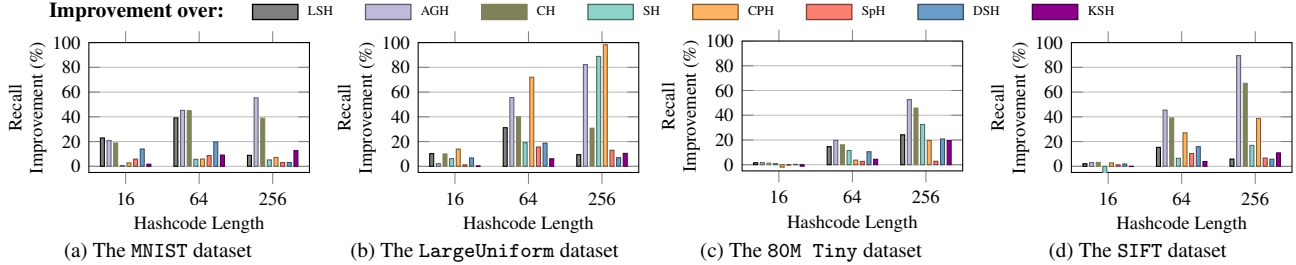 Improvement over: LSH AGH CH SH CPH SpH DSH KSH
Recall
Improvement (%)
100
80
60
40
20
0
16 64 256
Hashcode Length
(a) The MNIST dataset
Recall
Improvement (%)
100
80
60
40
20
0
16 64 256
Hashcode Length
(b) The LargeUniform dataset
Recall
Improvement (%)
100
80
60
40
20
0
16 64 256
Hashcode Length
(c) The 80M Tiny dataset
Recall
Improvement (%)
100
80
60
40
20
0
16 64 256
Hashcode Length
(d) The SIFT dataset